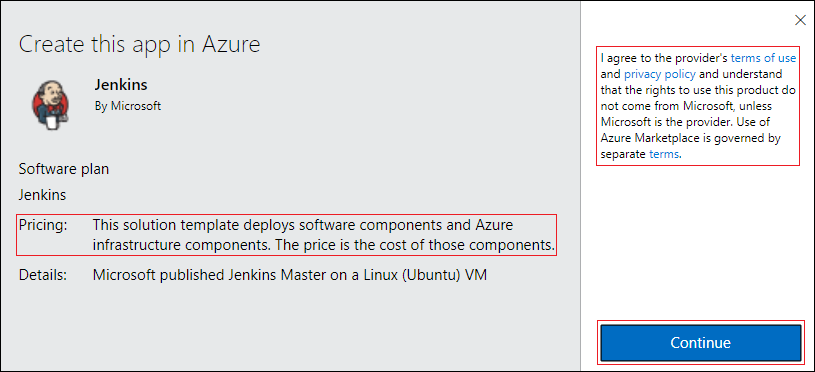 Create this app in Azure
Jenkins
By Microsoft
Software plan
Jenkins
Pricing: This solution template deploys software components and Azure
infrastructure components. The price is the cost of those components.
Details: Microsoft published Jenkins Master on a Linux (Ubuntu) VM
I agree to the provider's terms of use
and privacy policy and understand
that the rights to use this product do
not come from Microsoft, unless
Microsoft is the provider. Use of
Azure Marketplace is governed by
separate terms.
Continue